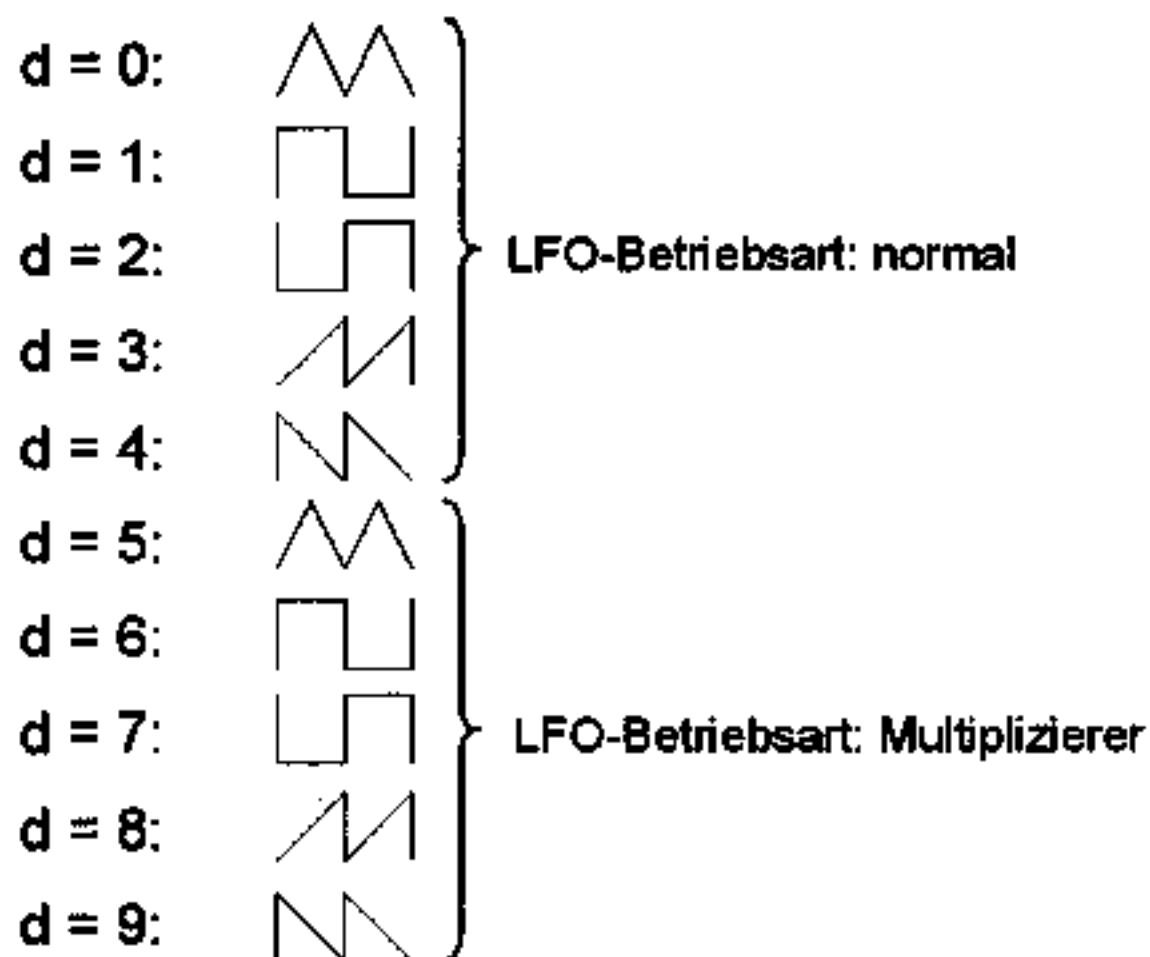 d = 0:
d = 1:
d = 2:
LFO-Betriebsart: normal
d = 3:
d = 4:
d = 5:
d = 6:
d = 7:
LFO-Betriebsart: Multiplizierer
d = 8:
d = 9: